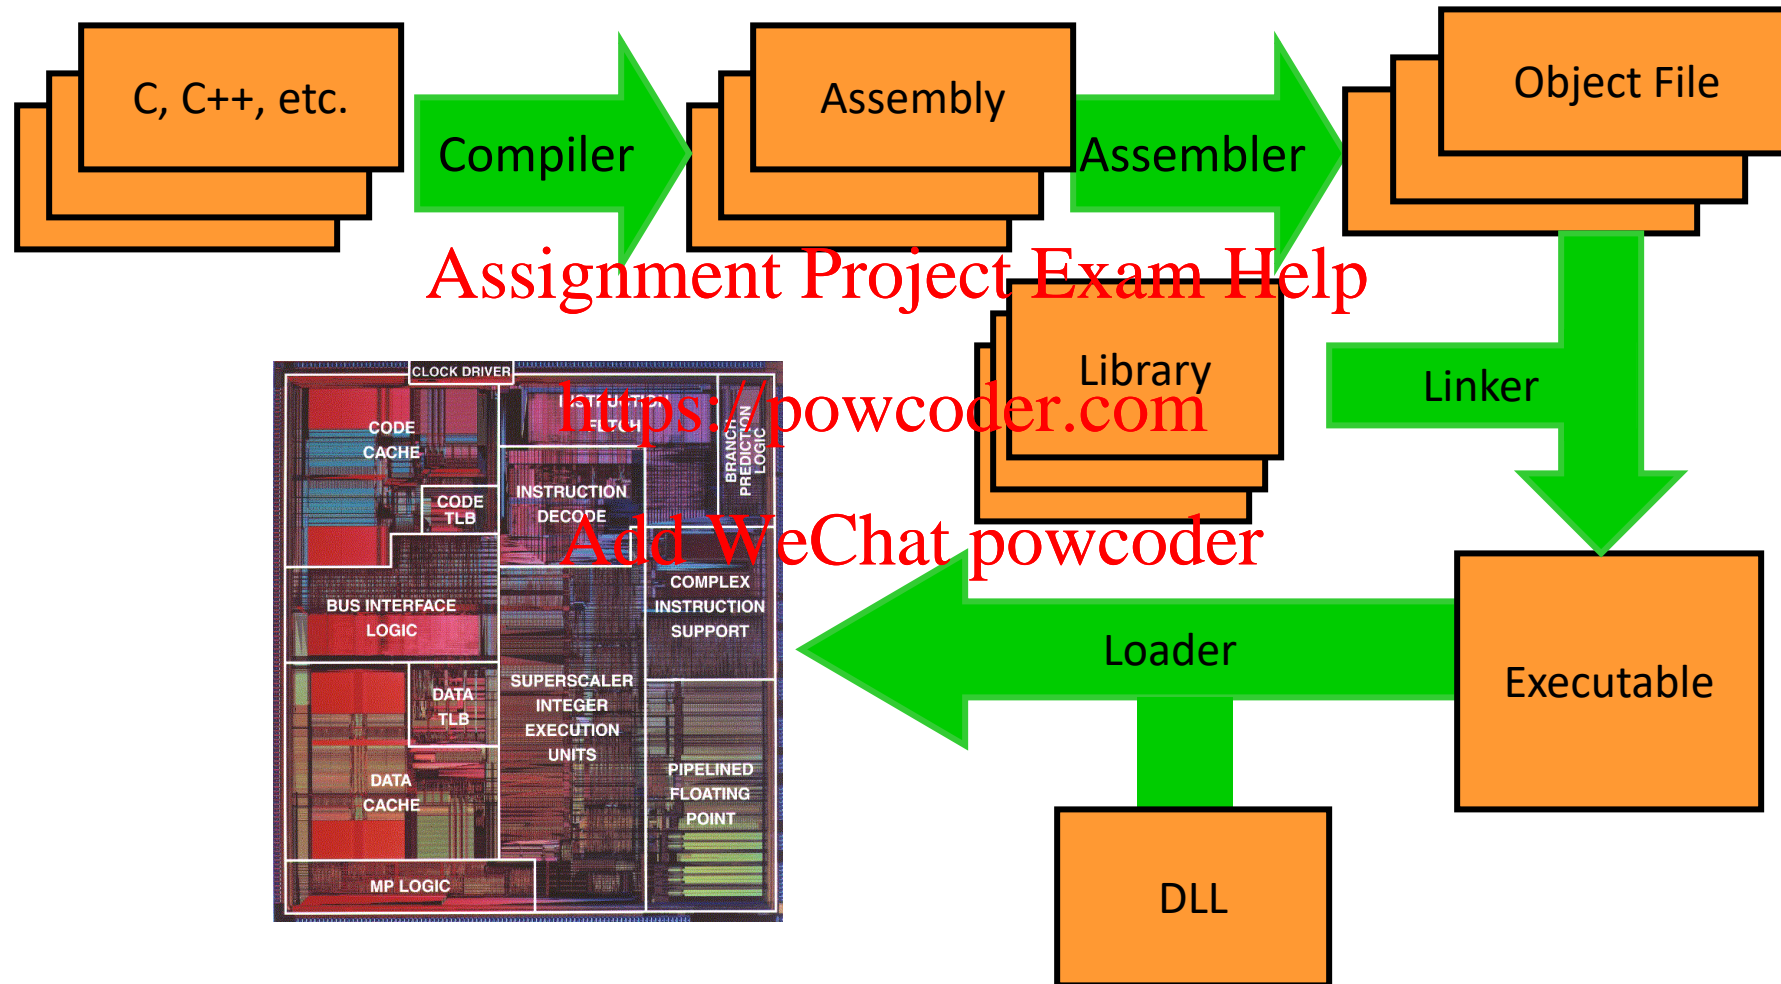 C, C++, etc.
Compiler
Assembly
Assembler
Object File
Assignment Project Exam Help
Library
Linker
https://powcoder.com
Add WeChat powcoder
CLOCK DRIVER
CODE
CACHE
INSTRUCTION
FETCH
BRANCH
PREDICTION
LOGIC
CODE
TLB
INSTRUCTION
DECODE
BUS INTERFACE
LOGIC
COMPLEX
INSTRUCTION
SUPPORT
DATA
TLB
SUPERSCALER
INTEGER
EXECUTION
UNITS
DATA
CACHE
PIPELINED
FLOATING
POINT
MP LOGIC
Loader
Executable
DLL